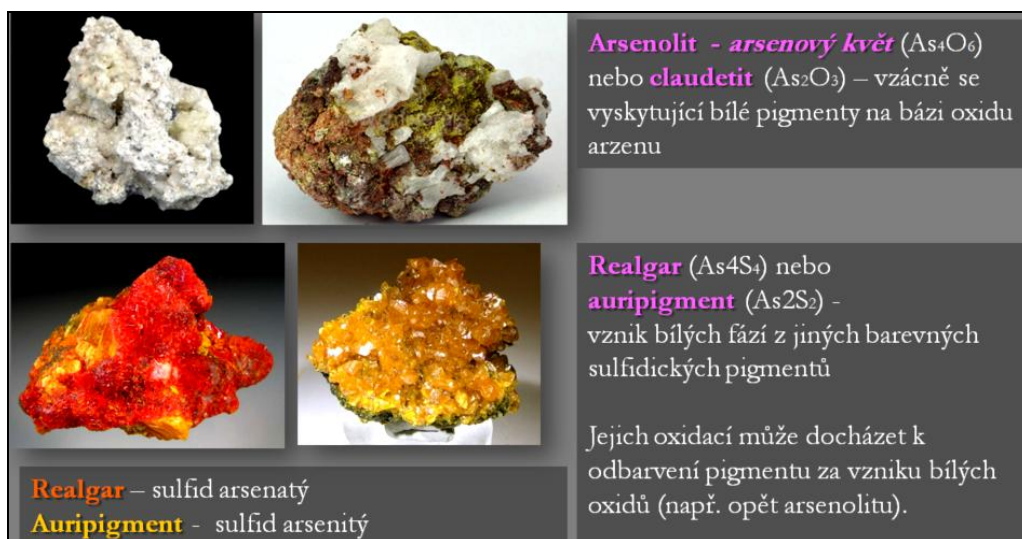 Arsenolit - arsenový květ (As₄O₆)
nebo claudetit (As₂O₃) – vzácně se
vyskytující bílé pigmenty na bázi oxidu
arzenu
Realgar (As4S₄) nebo
auripigment (As2S₂) -
vznik bílých fází z jiných barevných
sulfidických pigmentů
Jejich oxidací může docházet k
odbarvení pigmentu za vzniku bílých
oxidů (např. opět arsenolitu).
Realgar – sulfid arsenatý
Auripigment - sulfid arsenitý